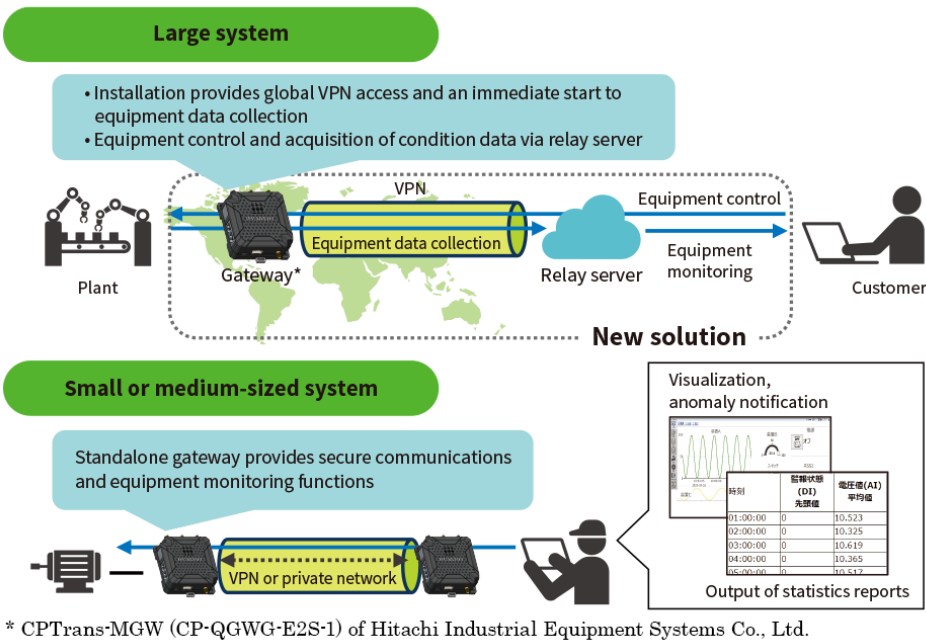 Large system
• Installation provides global VPN access and an immediate start to
equipment data collection
• Equipment control and acquisition of condition data via relay server
VPN
Equipment control
Equipment data collection
Equipment
monitoring
Plant
Gateway*
Relay server
Customer
New solution
Small or medium-sized system
Standalone gateway provides secure communications
and equipment monitoring functions
VPN or private network
Visualization,
anomaly notification
時刻
(DI)
先頭値
電圧値(AI)
平均値
01:00:00 0 10.523
02:00:00 0 10.325
03:00:00 0 10.619
04:00:00 0 10.365
05:00:00 0 10.517
Output of statistics reports
* CPTrans-MGW (CP-QGWG-E2S-1) of Hitachi Industrial Equipment Systems Co., Ltd.